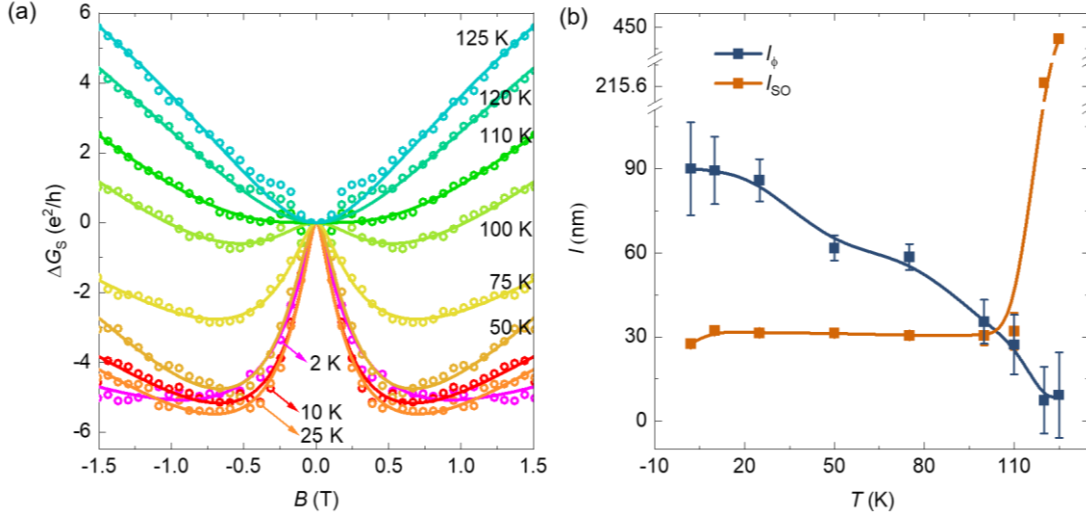 (a)
6
4
2
0
-2
-4
-6
ΔG_S (e²/h)
125 K
120 K
110 K
100 K
75 K
50 K
2 K
10 K
25 K
-1.5 -1.0 -0.5 0.0 0.5 1.0 1.5
B (T)
(b)
450
215.6
90
60
30
0
l (nm)
l_ϕ
l_SO
-10 20 50 80 110
T (K)